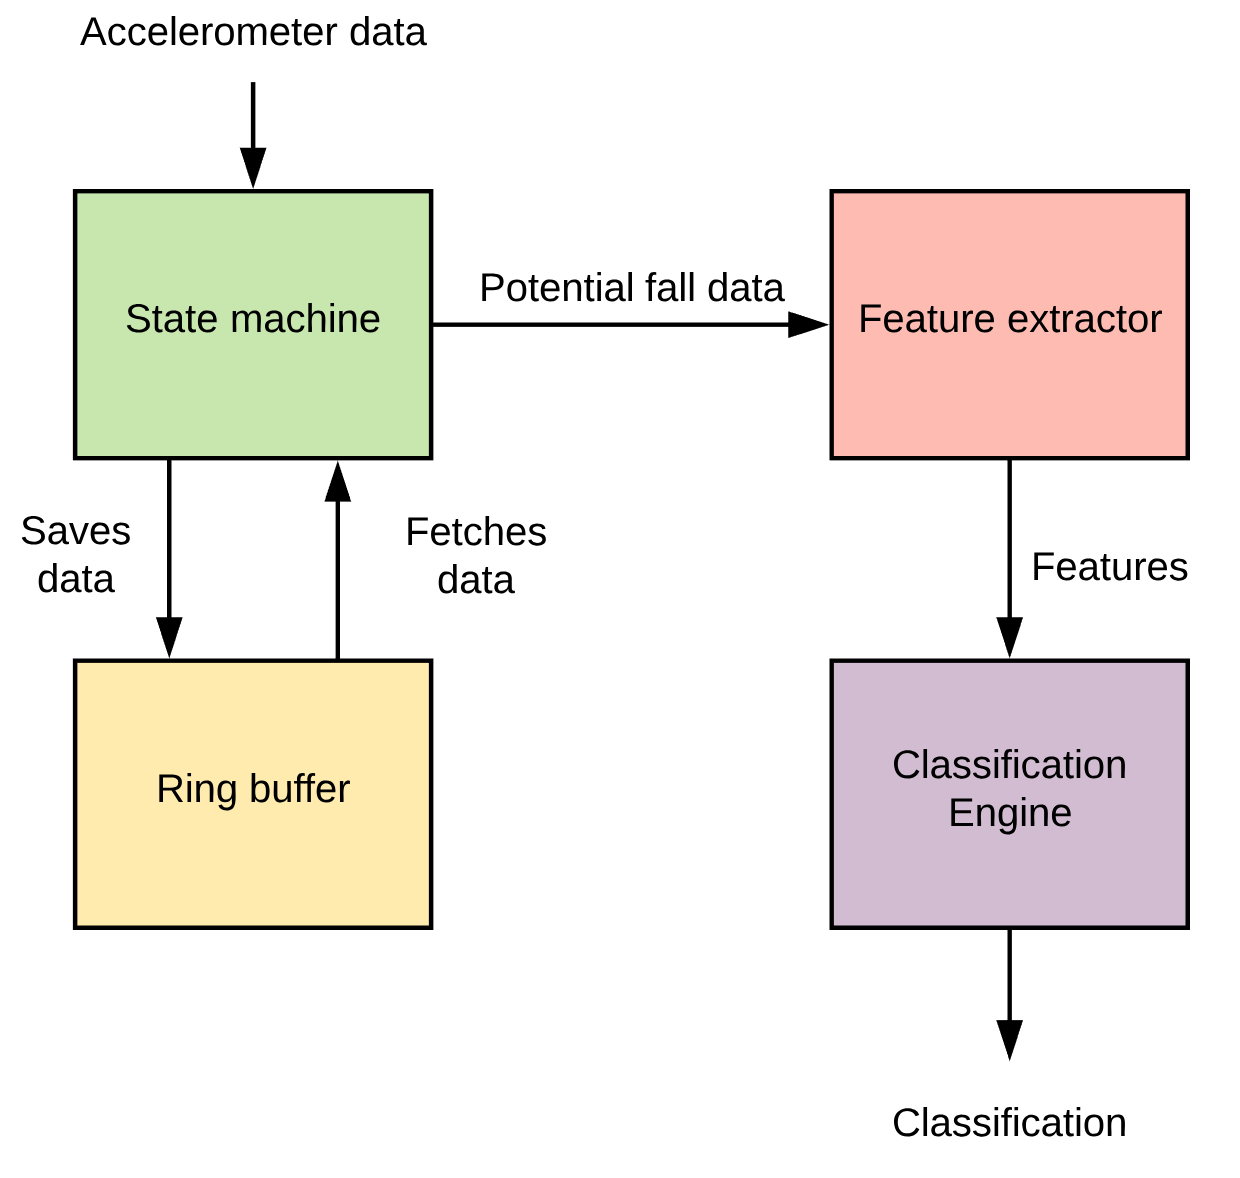 Accelerometer data
State machine
Potential fall data
Feature extractor
Saves
data
Fetches
data
Features
Ring buffer
Classification
Engine
Classification